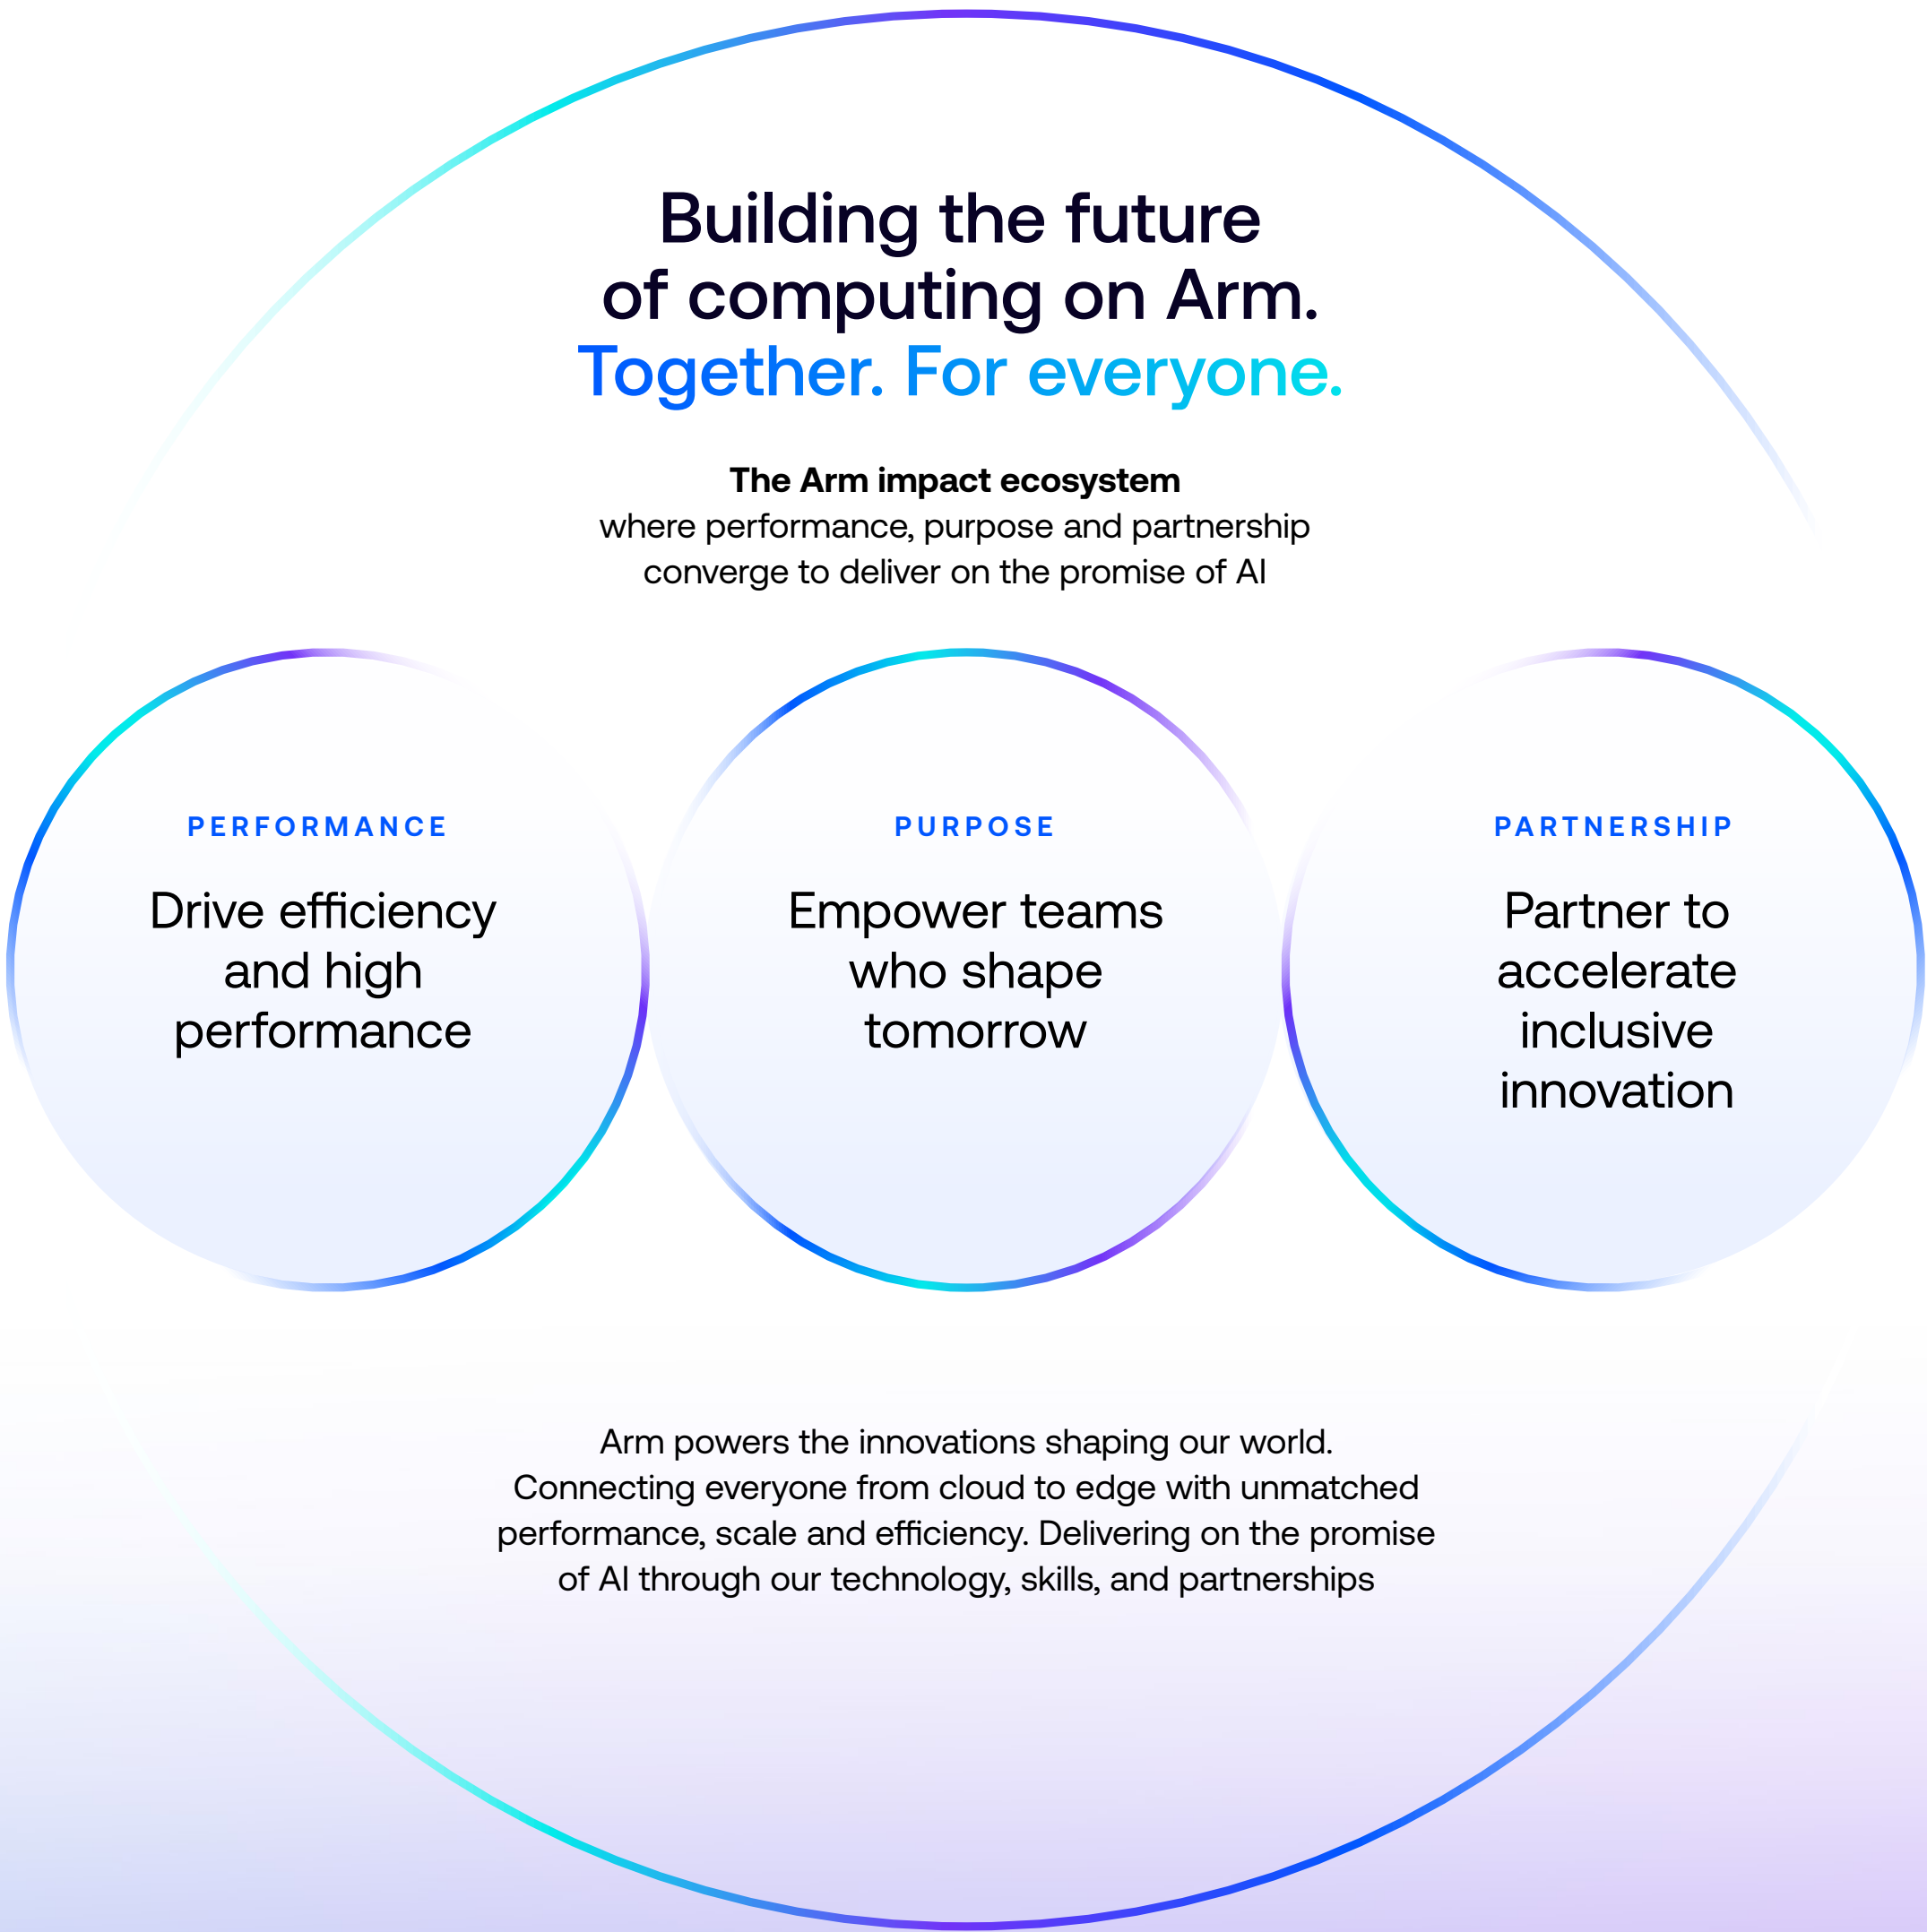 Building the future
of computing on Arm.
Together. For everyone.
The Arm impact ecosystem
where performance, purpose and partnership
converge to deliver on the promise of AI
PERFORMANCE
Drive efficiency
and high
performance
PURPOSE
Empower teams
who shape
tomorrow
PARTNERSHIP
Partner to
accelerate
inclusive
innovation
Arm powers the innovations shaping our world.
Connecting everyone from cloud to edge with unmatched
performance, scale and efficiency. Delivering on the promise
of AI through our technology, skills, and partnerships